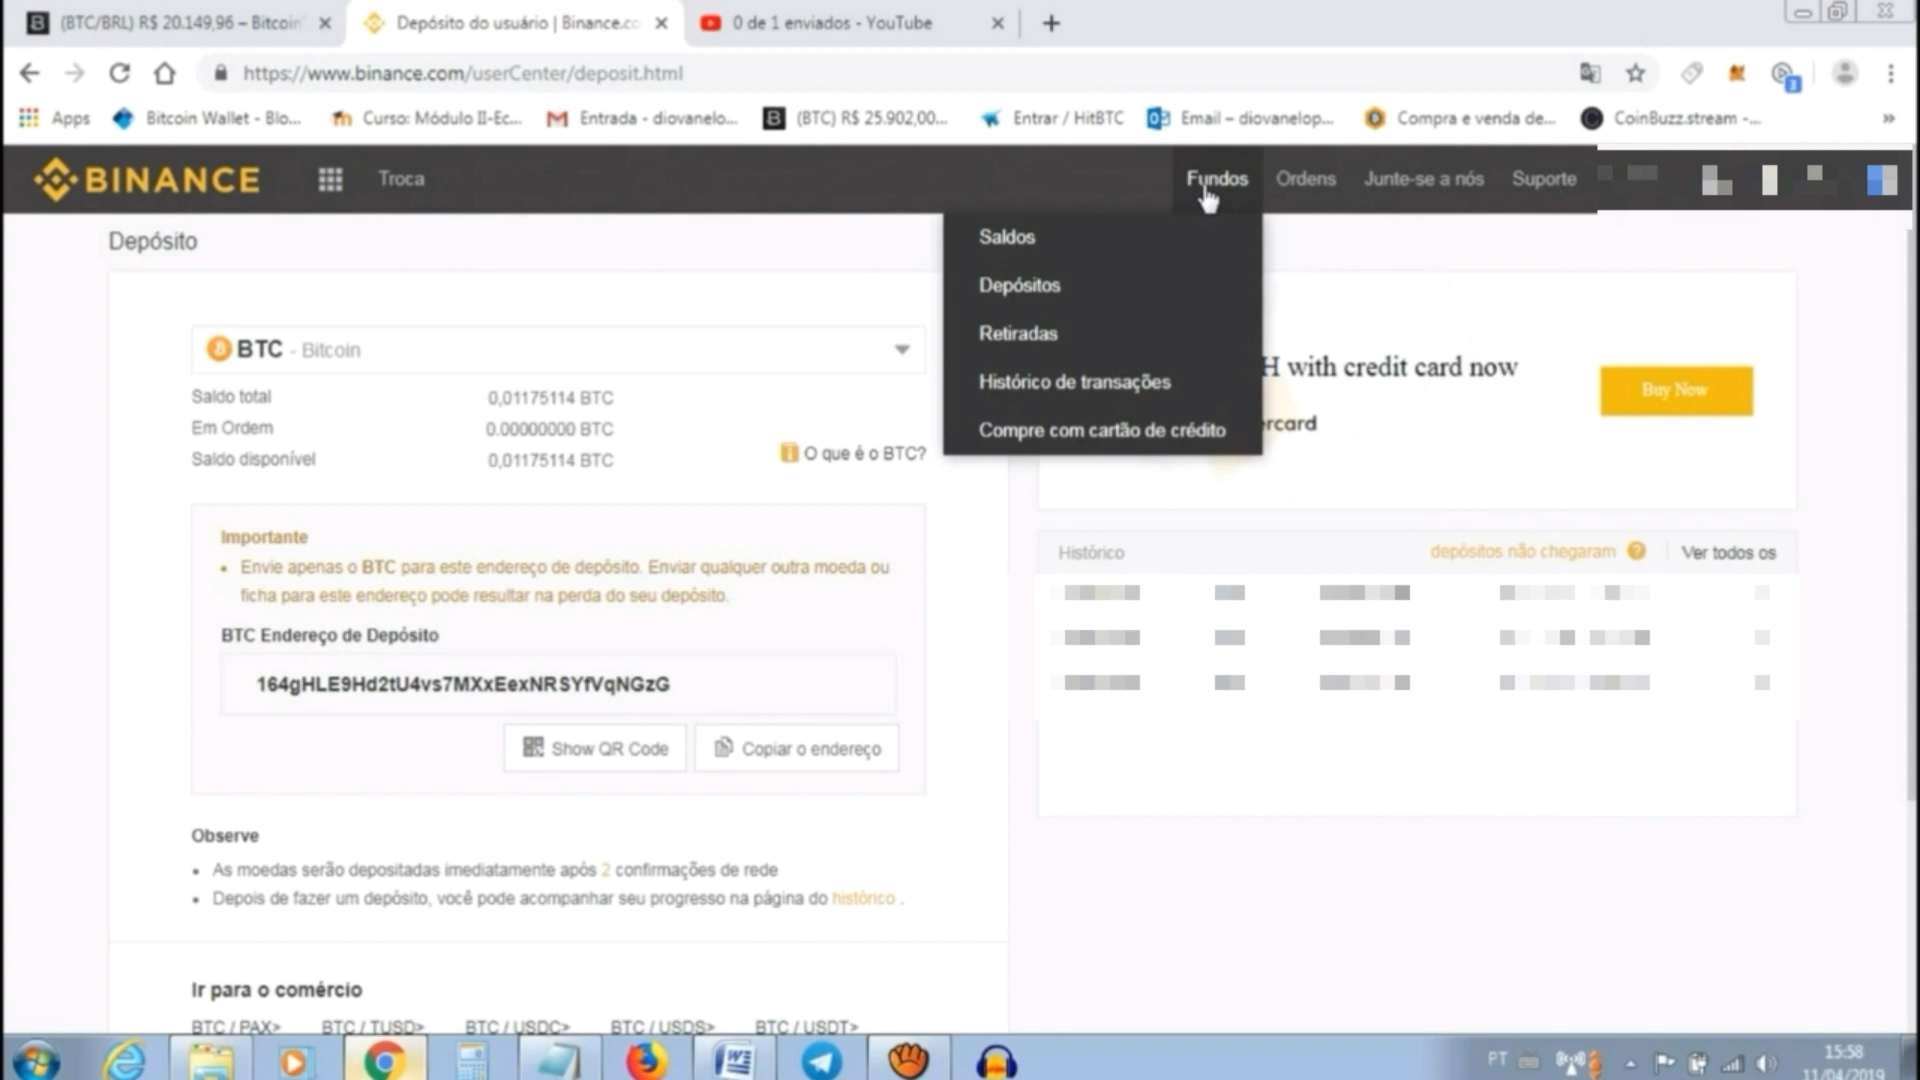 (BTC/BRL) R$ 20.149,96 – Bitcoin
Depósito do usuário | Binance.co
0 de 1 enviados - YouTube
https://www.binance.com/userCenter/deposit.html
3
Apps
Bitcoin Wallet - Blo...
Curso: Módulo II-Ec...
Entrada - diovanelo...
(BTC) R$ 25.902,00...
Entrar / HitBTC
Email – diovanelop...
Compra e venda de...
CoinBuzz.stream -...
BINANCE
Troca
Fundos
Ordens
Junte-se a nós
Suporte
Depósito
Saldos
Depósitos
Retiradas
Histórico de transações
Compre com cartão de crédito
BTC - Bitcoin
Saldo total 0,01175114 BTC
Em Ordem 0.00000000 BTC
Saldo disponível 0,01175114 BTC
O que é o BTC?
H with credit card now
ercard
Buy Now
Importante
• Envie apenas o BTC para este endereço de depósito. Enviar qualquer outra moeda ou
ficha para este endereço pode resultar na perda do seu depósito.
BTC Endereço de Depósito
164gHLE9Hd2tU4vs7MXxEexNRSYfVqNGzG
Show QR Code
Copiar o endereço
Histórico
depósitos não chegaram ?
Ver todos os
Observe
• As moedas serão depositadas imediatamente após 2 confirmações de rede
• Depois de fazer um depósito, você pode acompanhar seu progresso na página do histórico .
Ir para o comércio
BTC / PAX>
BTC / TUSD>
BTC / USDC>
BTC / USDS>
BTC / USDT>
PT
15:58
11/04/2019